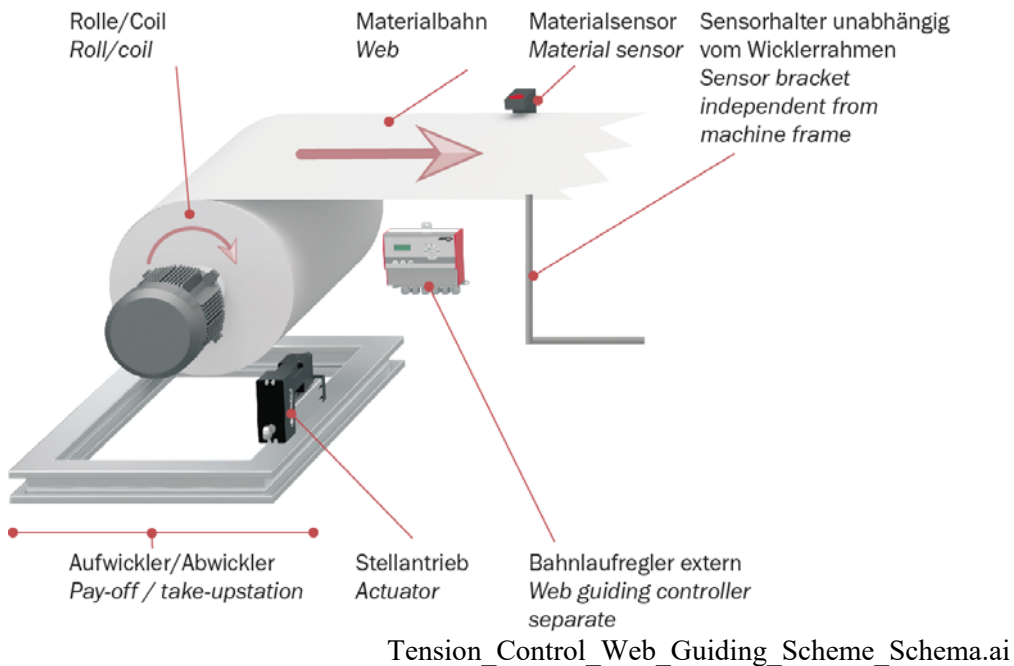 Rolle/Coil
Roll/coil
Materialbahn
Web
Materialsensor
Material sensor
Sensorhalter unabhängig
vom Wicklerrahmen
Sensor bracket
independent from
machine frame
Aufwickler/Abwickler
Pay-off / take-upstation
Stellantrieb
Actuator
Bahnlaufregler extern
Web guiding controller
separate
Tension_Control_Web_Guiding_Scheme_Schema.ai